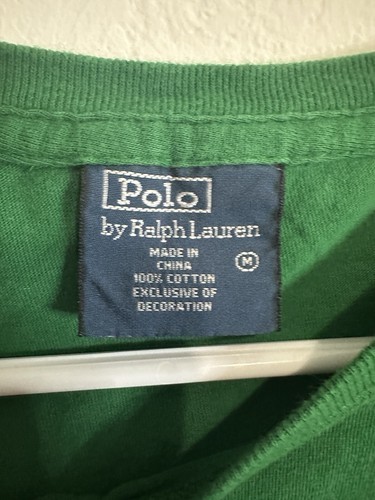 Polo
by Ralph Lauren
MADE IN
CHINA
M
100% COTTON
EXCLUSIVE OF
DECORATION